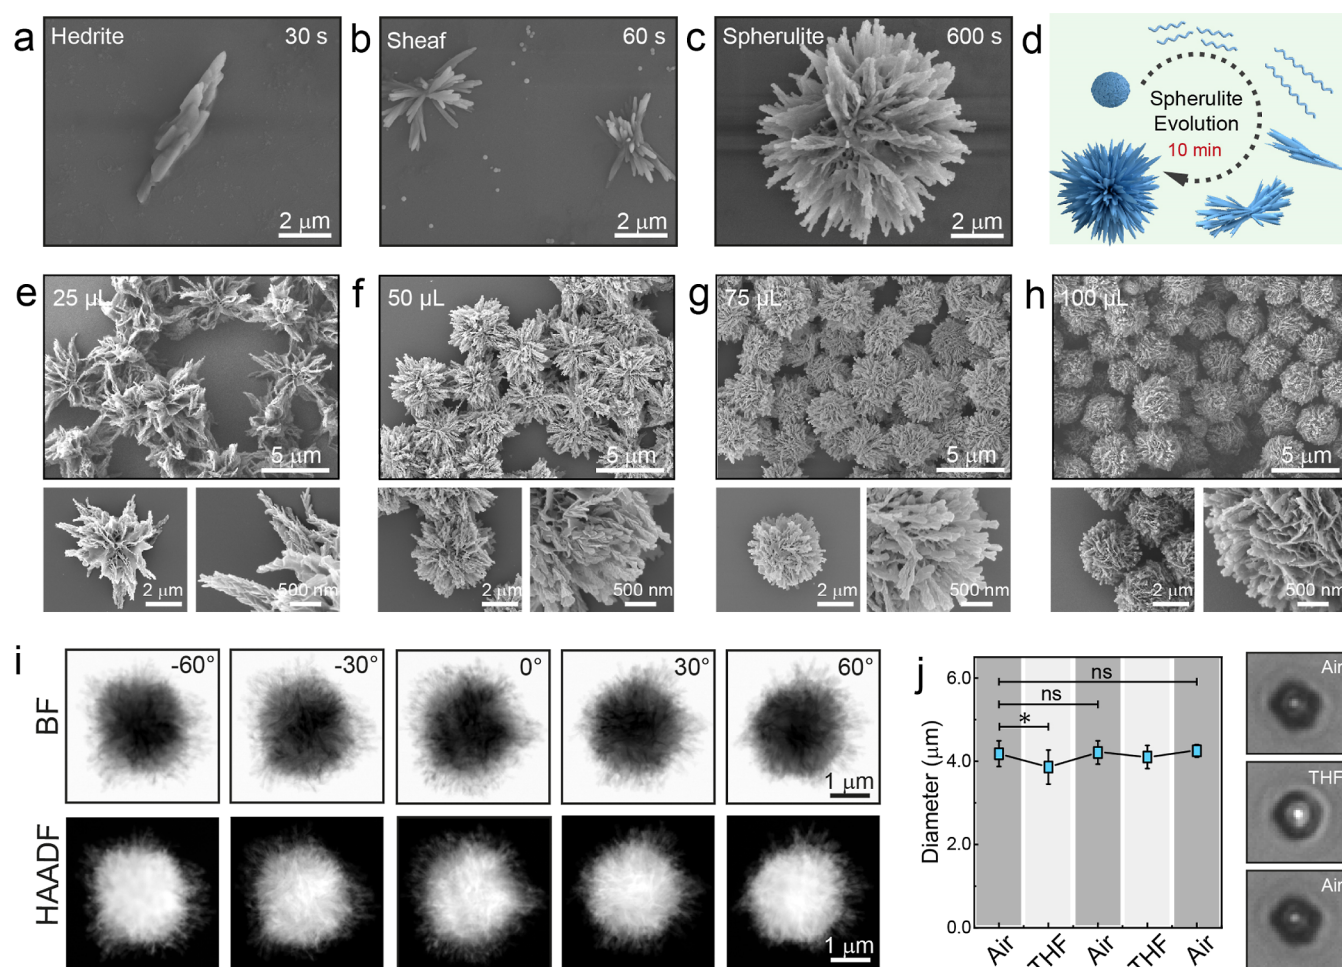 a
Hedrite
30 s
2 µm
b
Sheaf
60 s
2 µm
c
Spherulite
600 s
2 µm
d
Spherulite
Evolution
10 min
e
25 µL
5 µm
2 µm
500 nm
f
50 µL
5 µm
2 µm
500 nm
g
75 µL
5 µm
2 µm
500 nm
h
100 µL
5 µm
2 µm
500 nm
i
BF
-60°
-30°
0°
30°
60°
1 µm
HAADF
1 µm
j
Diameter (µm)
6.0
4.0
2.0
0.0
ns
ns
*
Air
THF
Air
THF
Air
Air
THF
Air